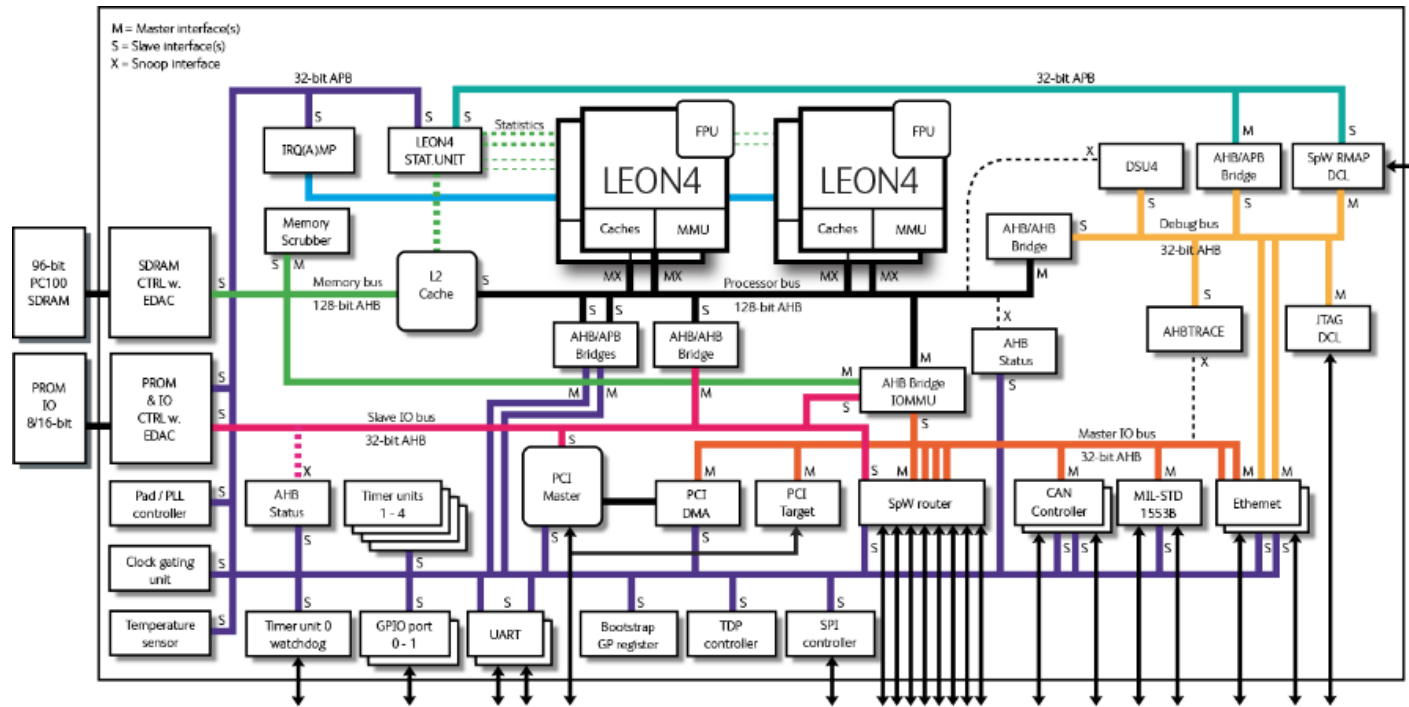 M = Master interface(s)
S = Slave interface(s)
X = Snoop interface
32-bit APB
32-bit APB
S
S
S
Statistics
FPU
FPU
M
S
IRQ(A)MP
LEON4
STAT.UNIT
LEON4
LEON4
X
DSU4
AHB/APB
Bridge
SpW RMAP
DCL
S
S
M
Memory
Scrubber
Caches
MMU
Caches
MMU
AHB/AHB
Bridge
S
Debug bus
32-bit AHB
96-bit
PC100
SDRAM
SDRAM
CTRL w.
EDAC
S
S
M
Memory bus
128-bit AHB
L2
Cache
S
MX
MX
MX
MX
M
Processor bus
128-bit AHB
S
S
S
S
M
X
AHB/APB
Bridges
AHB/AHB
Bridge
AHB
Status
AHBTRACE
JTAG
DCL
PROM
IO
8/16-bit
PROM
& IO
CTRL w.
EDAC
S
S
M
M
M
M
M
S
AHB Bridge
IOMMU
S
S
X
Slave IO bus
32-bit AHB
Master IO bus
32-bit AHB
X
S
M
M
S
M
M
M
M
Pad / PLL
controller
S
AHB
Status
Timer units
1 - 4
PCI
Master
PCI
DMA
PCI
Target
SpW router
CAN
Controller
MIL-STD
1553B
Ethernet
S
S
S
S
S
S
S
S
S
S
Clock gating
unit
S
S
S
S
S
S
S
Temperature
sensor
S
Timer unit 0
watchdog
GPIO port
0 - 1
UART
Bootstrap
GP register
TDP
controller
SPI
controller